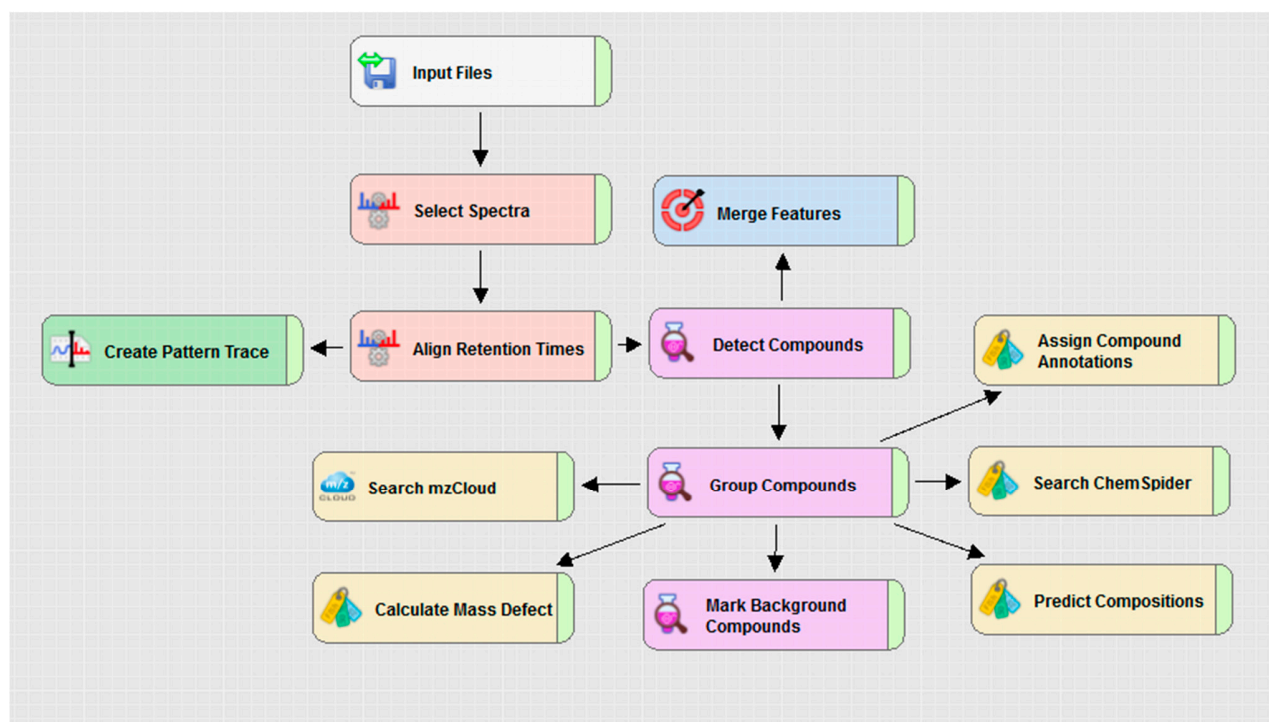 Input Files
Select Spectra
Merge Features
Create Pattern Trace
Align Retention Times
Detect Compounds
Assign Compound
Annotations
m/z
CLOUD
Search mzCloud
Group Compounds
Search ChemSpider
Calculate Mass Defect
Mark Background
Compounds
Predict Compositions